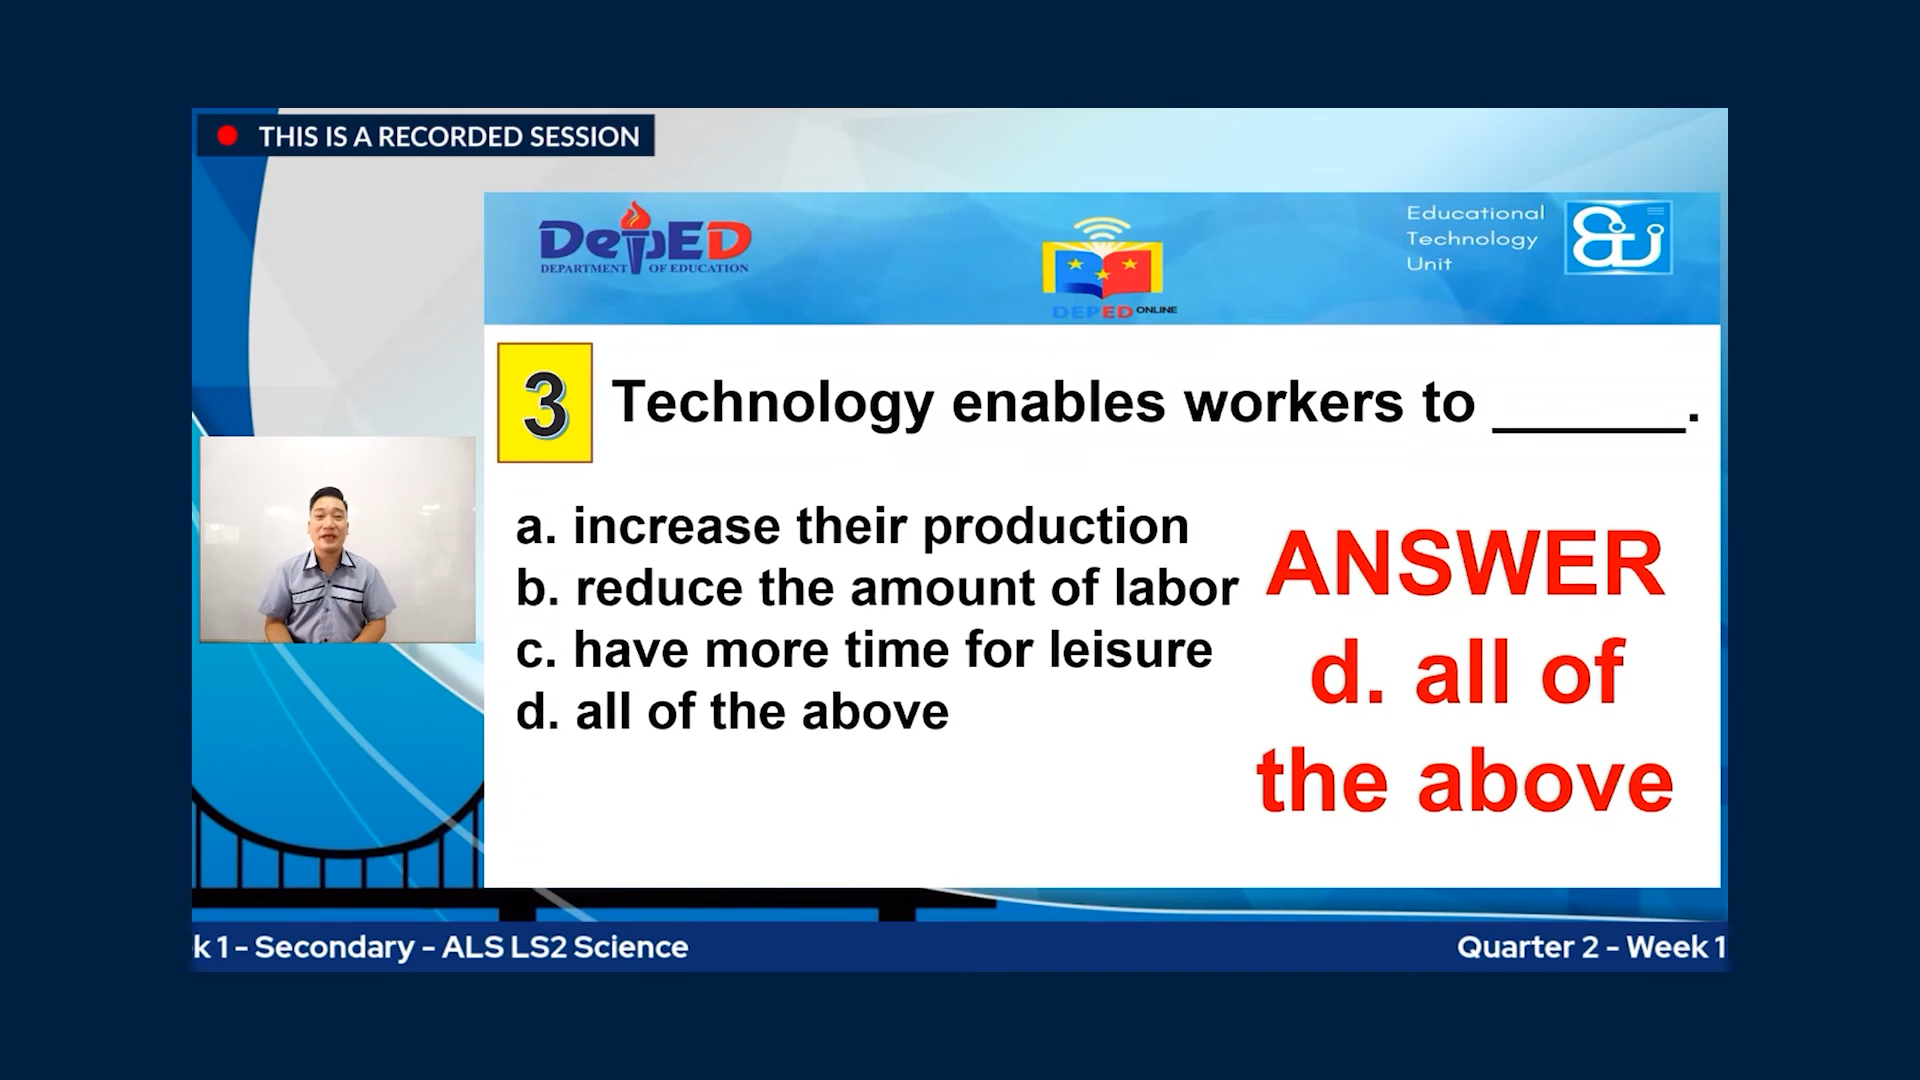 THIS IS A RECORDED SESSION
DepED
DEPARTMENT OF EDUCATION
DEPED ONLINE
Educational
Technology
Unit
3
Technology enables workers to ______.
a. increase their production
b. reduce the amount of labor
c. have more time for leisure
d. all of the above
ANSWER
d. all of
the above
k 1 - Secondary - ALS LS2 Science
Quarter 2 - Week 1